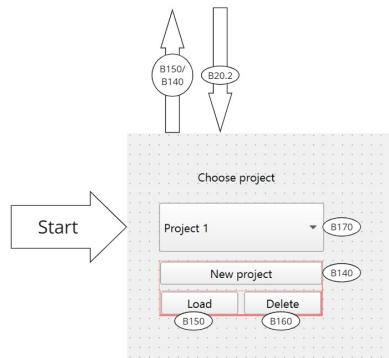 B150/
B140
B20.2
Choose project
Start
Project 1
B170
New project
B140
Load
Delete
B150
B160